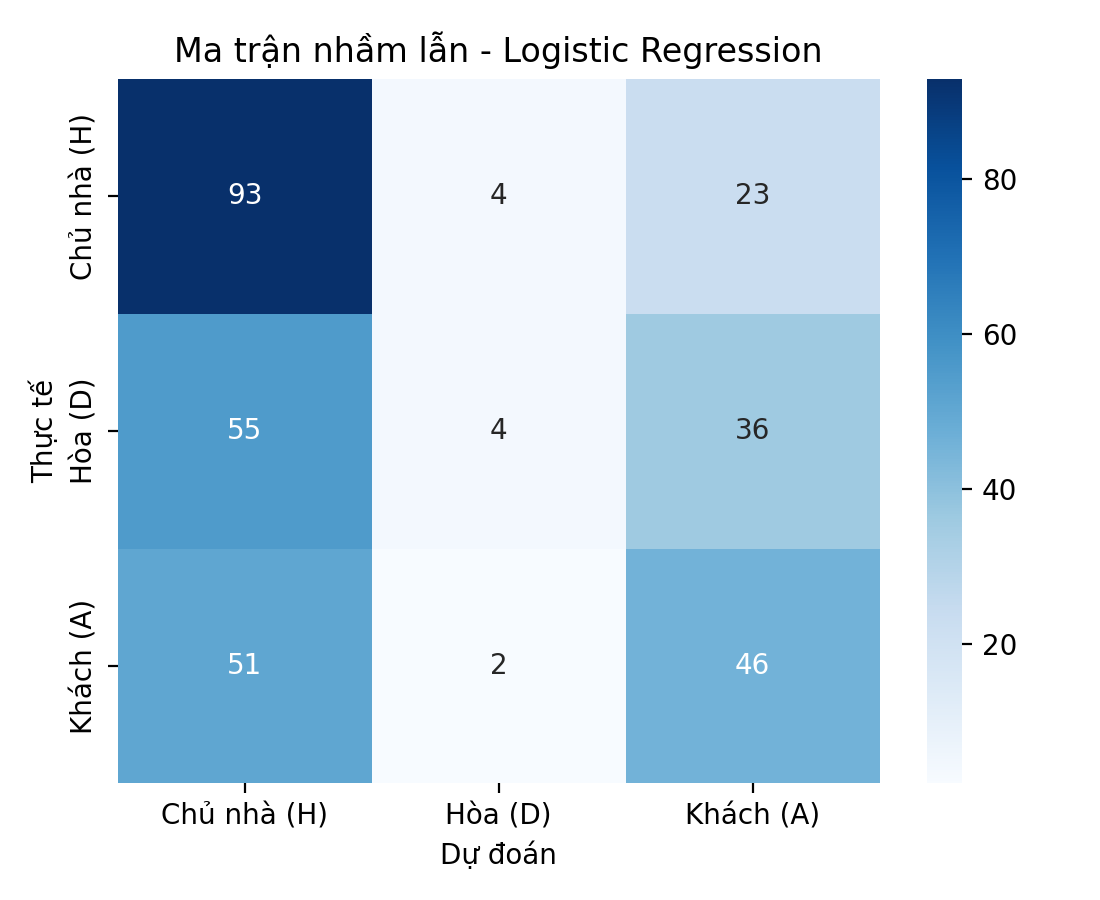 Ma trận nhầm lẫn - Logistic Regression
Thực tế
Chủ nhà (H)
93 4 23
Hòa (D)
55 4 36
Khách (A)
51 2 46
Chủ nhà (H) Hòa (D) Khách (A)
Dự đoán
80
60
40
20